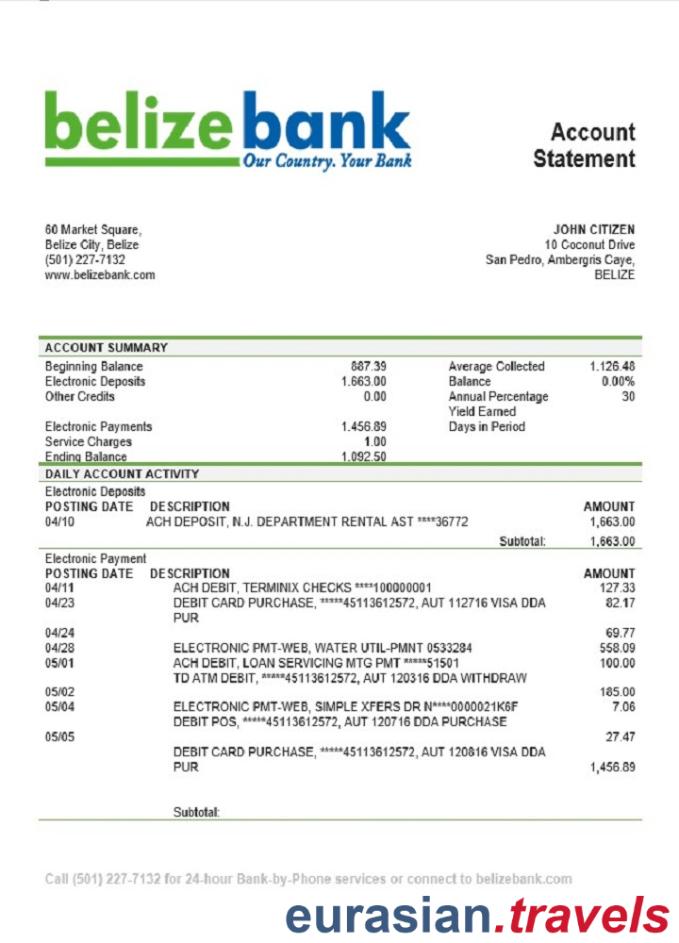 belizebank
Our Country. Your Bank
Account
Statement
60 Market Square,
Belize City, Belize
(501) 227-7132
www.belizebank.com
JOHN CITIZEN
10 Coconut Drive
San Pedro, Ambergris Caye,
BELIZE
ACCOUNT SUMMARY
Beginning Balance 887.39 Average Collected 1.126.48
Electronic Deposits 1.663.00 Balance 0.00%
Other Credits 0.00 Annual Percentage 30
Yield Earned
Electronic Payments 1.456.89 Days in Period
Service Charges 1.00
Ending Balance 1.092.50
DAILY ACCOUNT ACTIVITY
Electronic Deposits
POSTING DATE DESCRIPTION AMOUNT
04/10 ACH DEPOSIT, N.J. DEPARTMENT RENTAL AST ****36772 1,663.00
Subtotal: 1,663.00
Electronic Payment
POSTING DATE DESCRIPTION AMOUNT
04/11 ACH DEBIT, TERMINIX CHECKS ****100000001 127.33
04/23 DEBIT CARD PURCHASE, *****45113612572, AUT 112716 VISA DDA 82.17
PUR
04/24 69.77
04/28 ELECTRONIC PMT-WEB, WATER UTIL-PMNT 0533284 558.09
05/01 ACH DEBIT, LOAN SERVICING MTG PMT *****51501 100.00
TD ATM DEBIT, *****45113612572, AUT 120316 DDA WITHDRAW
05/02 185.00
05/04 ELECTRONIC PMT-WEB, SIMPLE XFERS DR N****0000021K6F 7.06
DEBIT POS, *****45113612572, AUT 120716 DDA PURCHASE
05/05 27.47
DEBIT CARD PURCHASE, *****45113612572, AUT 120816 VISA DDA
PUR 1,456.89
Subtotal:
Call (501) 227-7132 for 24-hour Bank-by-Phone services or connect to belizebank.com
eurasian.travels